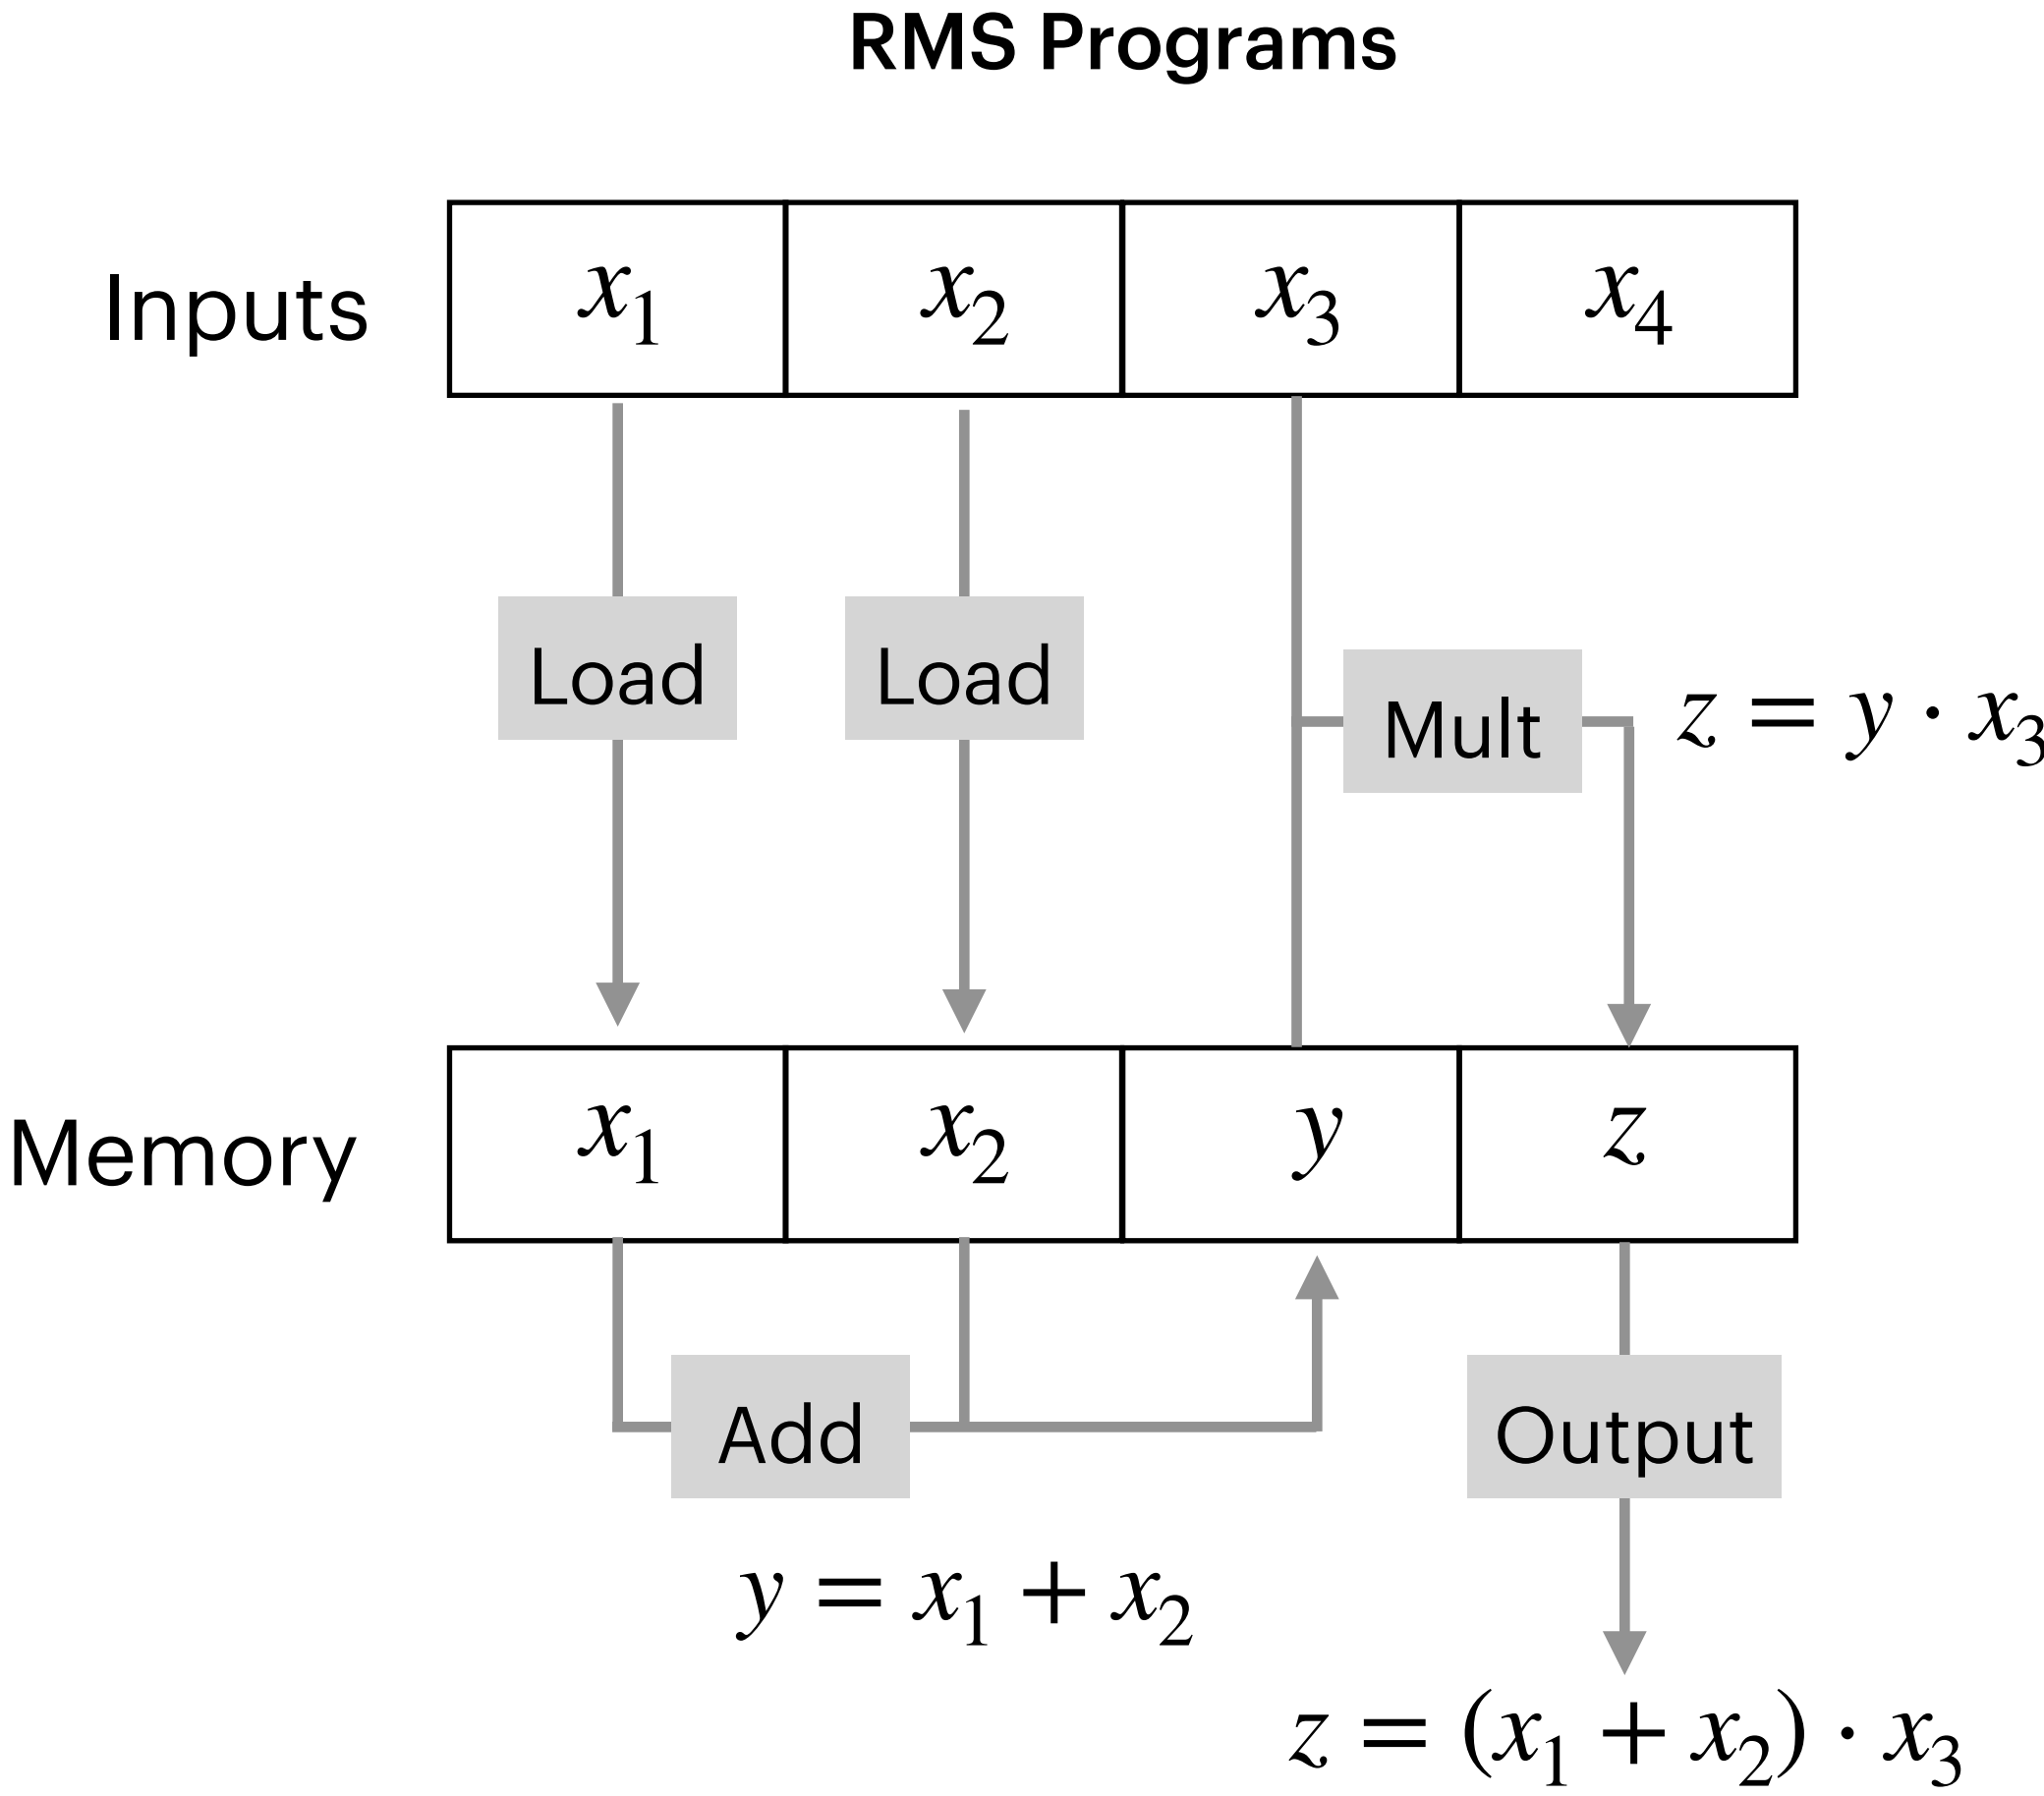 RMS Programs
Inputs x₁ x₂ x₃ x₄
Load Load
Mult z = y · x₃
Memory x₁ x₂ y z
Add Output
y = x₁ + x₂
z = (x₁ + x₂) · x₃